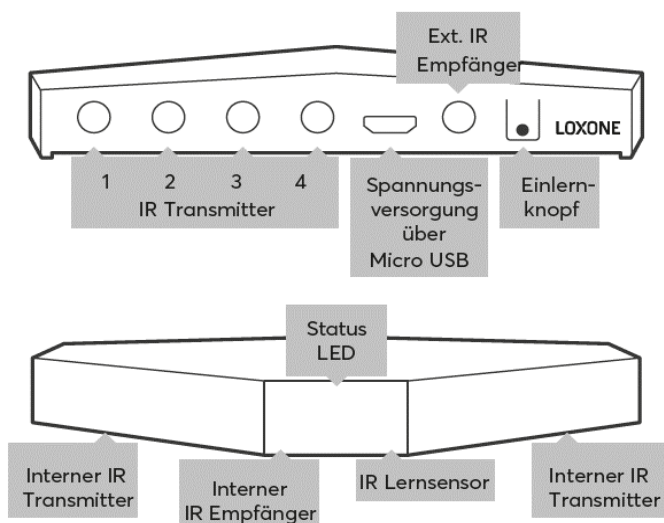 Ext. IR
Empfänger
LOXONE
1 2 3 4
IR Transmitter
Spannungs-
versorgung
über
Micro USB
Einlern-
knopf
Status
LED
Interner IR
Transmitter
Interner
IR Empfänger
IR Lernsensor
Interner IR
Transmitter